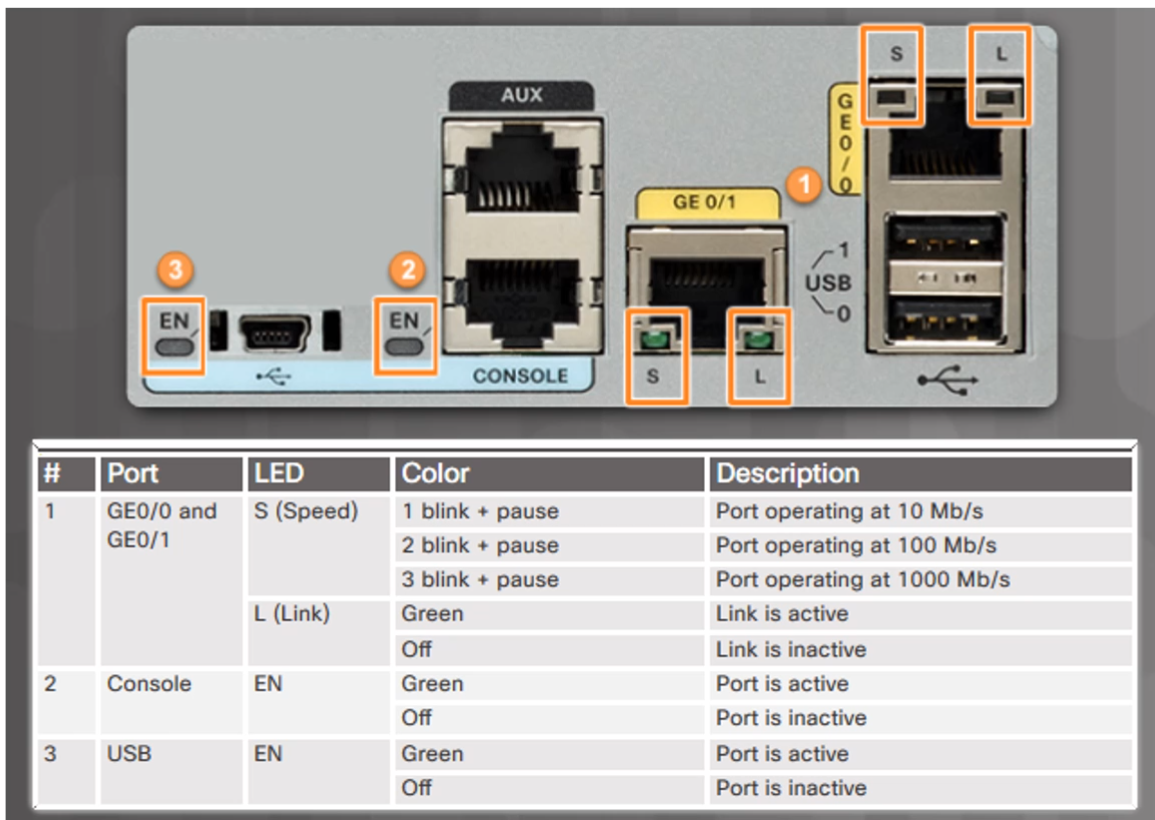 S L
AUX
GE0/0
1
GE 0/1
3
2
1
USB
0
EN
EN
CONSOLE
S L
# Port LED Color Description
1 GE0/0 and GE0/1 S (Speed) 1 blink + pause Port operating at 10 Mb/s
2 blink + pause Port operating at 100 Mb/s
3 blink + pause Port operating at 1000 Mb/s
L (Link) Green Link is active
Off Link is inactive
2 Console EN Green Port is active
Off Port is inactive
3 USB EN Green Port is active
Off Port is inactive